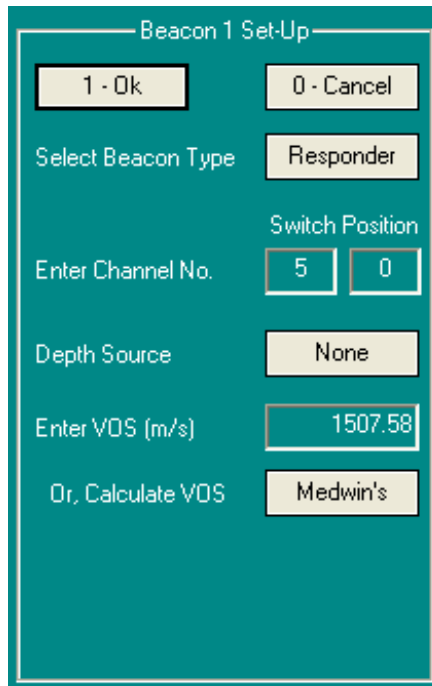 Beacon 1 Set-Up
1 - Ok 0 - Cancel
Select Beacon Type Responder
Switch Position
Enter Channel No. 5 0
Depth Source None
Enter VOS (m/s) 1507.58
Or, Calculate VOS Medwin's